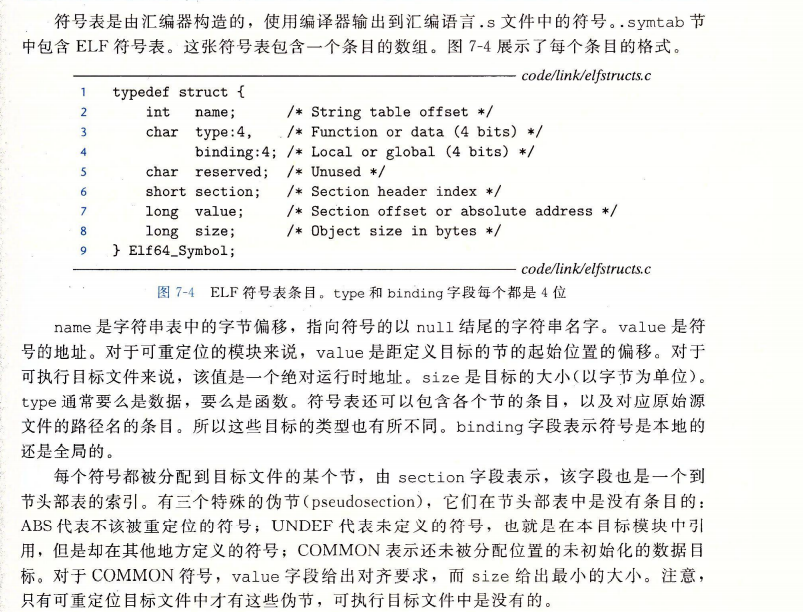 符号表是由汇编器构造的，使用编译器输出到汇编语言.s 文件中的符号。.symtab 节
中包含 ELF 符号表。这张符号表包含一个条目的数组。图 7-4 展示了每个条目的格式。
code/link/elfstructs.c
1 typedef struct {
2 int name; /* String table offset */
3 char type:4, /* Function or data (4 bits) */
4 binding:4; /* Local or global (4 bits) */
5 char reserved; /* Unused */
6 short section; /* Section header index */
7 long value; /* Section offset or absolute address */
8 long size; /* Object size in bytes */
9 } Elf64_Symbol;
code/link/elfstructs.c
图 7-4 ELF 符号表条目。type 和 binding 字段每个都是 4 位
name 是字符串表中的字节偏移，指向符号的以 null 结尾的字符串名字。value 是符
号的地址。对于可重定位的模块来说，value 是距定义目标的节的起始位置的偏移。对于
可执行目标文件来说，该值是一个绝对运行时地址。size 是目标的大小(以字节为单位)。
type 通常要么是数据，要么是函数。符号表还可以包含各个节的条目，以及对应原始源
文件的路径名的条目。所以这些目标的类型也有所不同。binding 字段表示符号是本地的
还是全局的。
每个符号都被分配到目标文件的某个节，由 section 字段表示，该字段也是一个到
节头部表的索引。有三个特殊的伪节(pseudosection)，它们在节头部表中是没有条目的：
ABS 代表不该被重定位的符号；UNDEF 代表未定义的符号，也就是在本目标模块中引
用，但是却在其他地方定义的符号；COMMON 表示还未被分配位置的未初始化的数据目
标。对于 COMMON 符号，value 字段给出对齐要求，而 size 给出最小的大小。注意，
只有可重定位目标文件中才有这些伪节，可执行目标文件中是没有的。